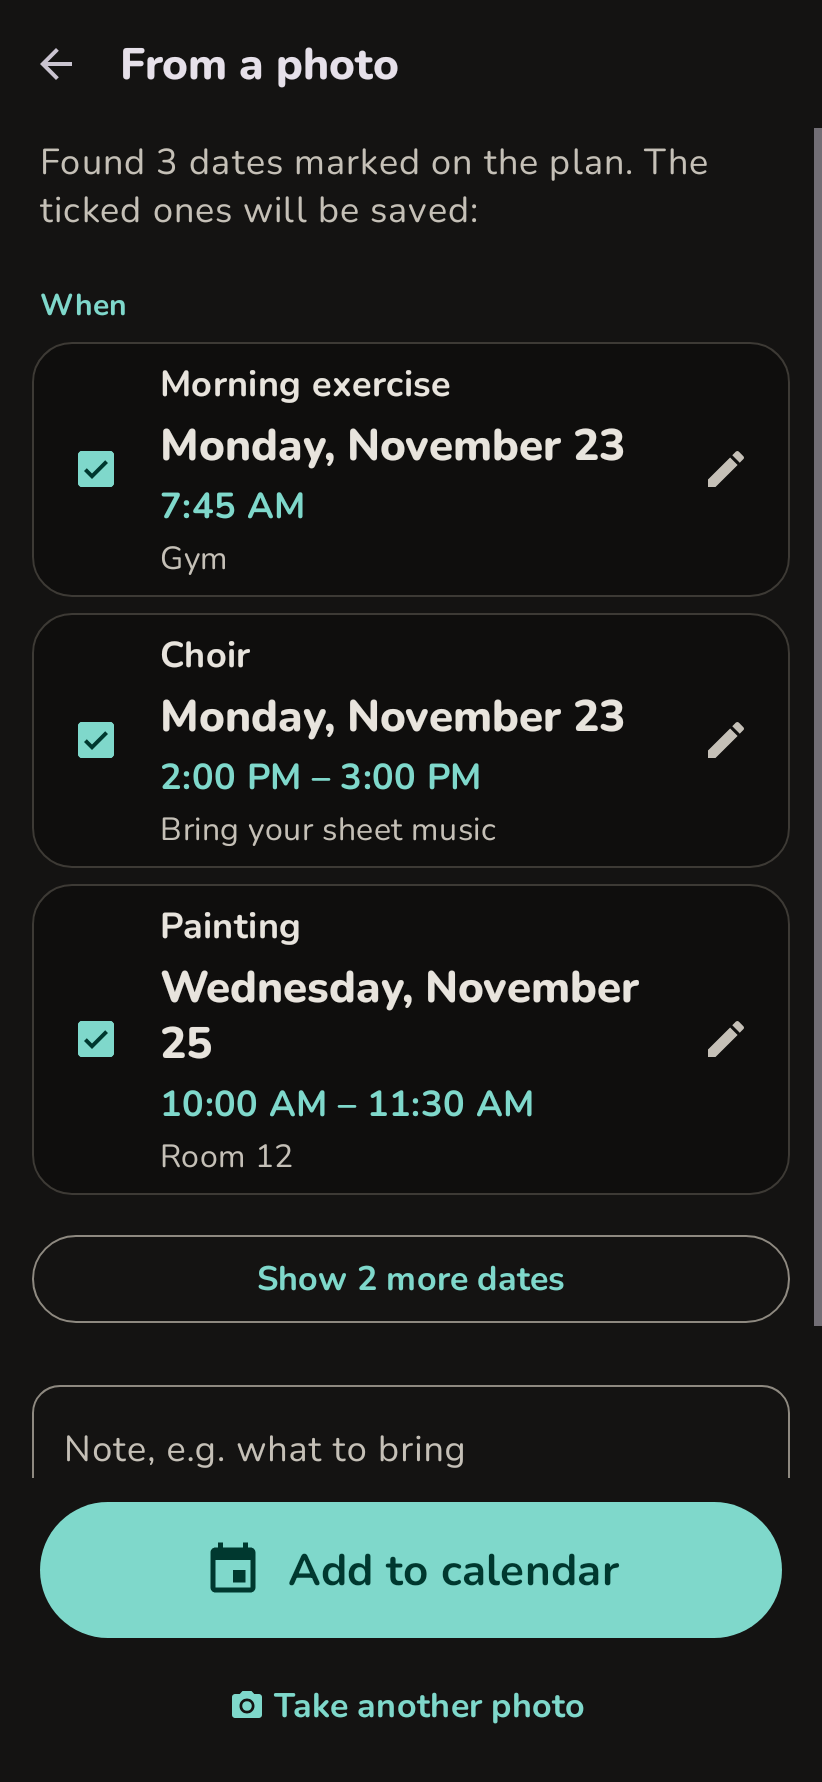 From a photo
Found 3 dates marked on the plan. The
ticked ones will be saved:
When
Morning exercise
Monday, November 23
7:45 AM
Gym
Choir
Monday, November 23
2:00 PM – 3:00 PM
Bring your sheet music
Painting
Wednesday, November
25
10:00 AM – 11:30 AM
Room 12
Show 2 more dates
Note, e.g. what to bring
Add to calendar
Take another photo